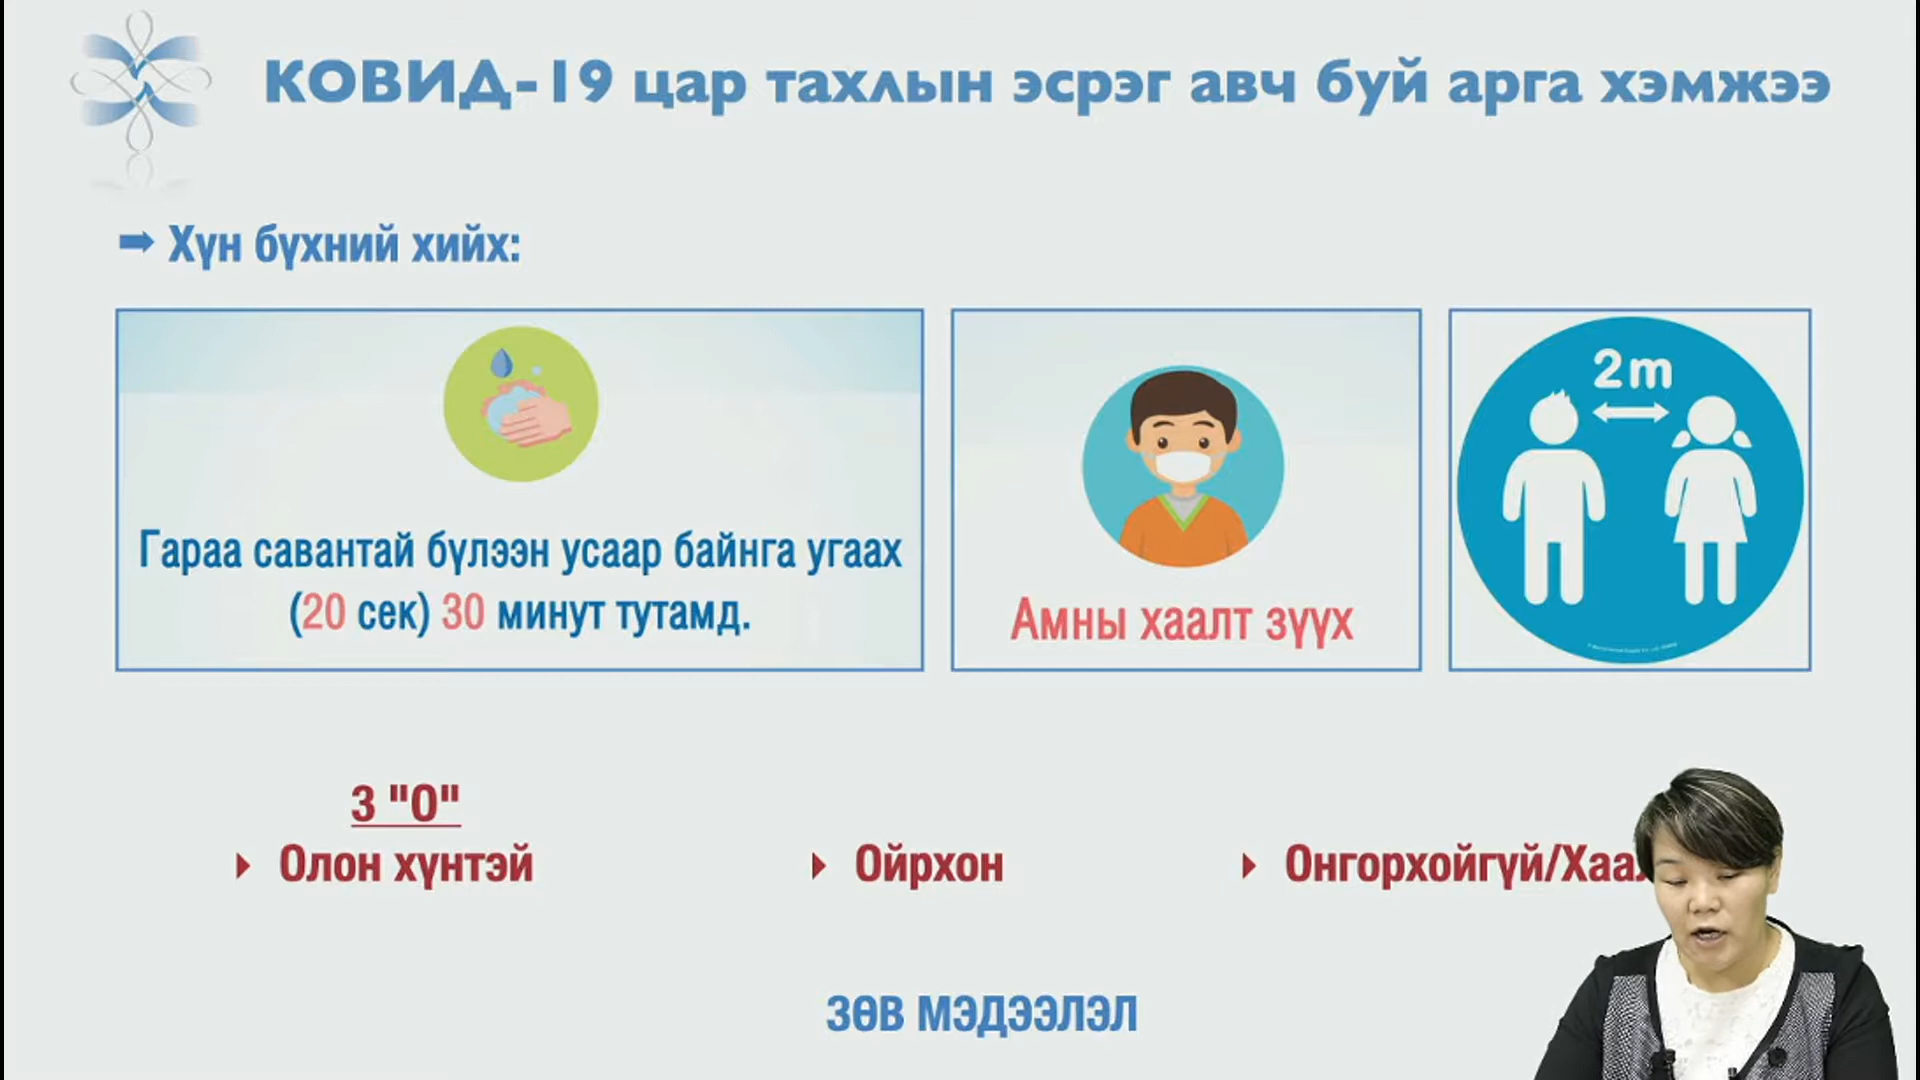 КОВИД-19 цар тахлын эсрэг авч буй арга хэмжээ
Хүн бүхний хийх:
Гараа савантай бүлээн усаар байнга угаах
(20 сек) 30 минут тутамд.
Амны хаалт зүүх
2m
3 "О"
Олон хүнтэй
Ойрхон
Онгорхойгүй/
ЗӨВ МЭДЭЭЛЭЛ